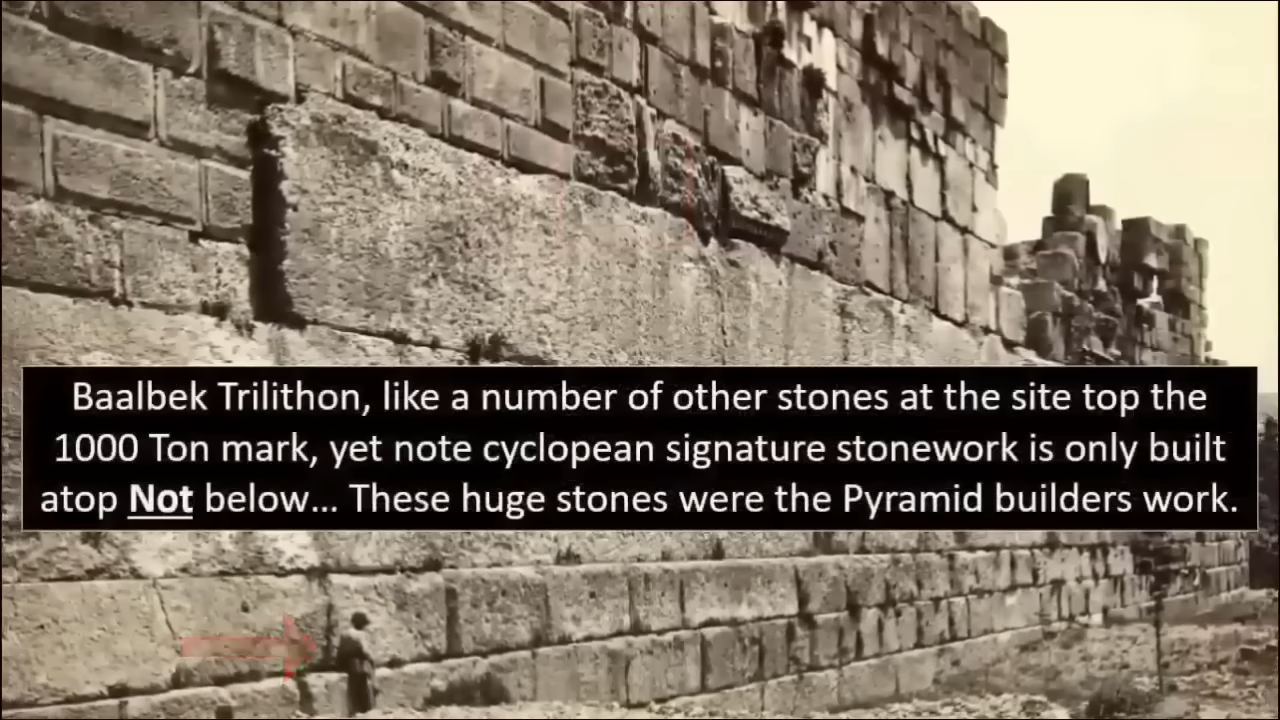 Baalbek Trilithon, like a number of other stones at the site top the
1000 Ton mark, yet note cyclopean signature stonework is only built
atop Not below... These huge stones were the Pyramid builders work.